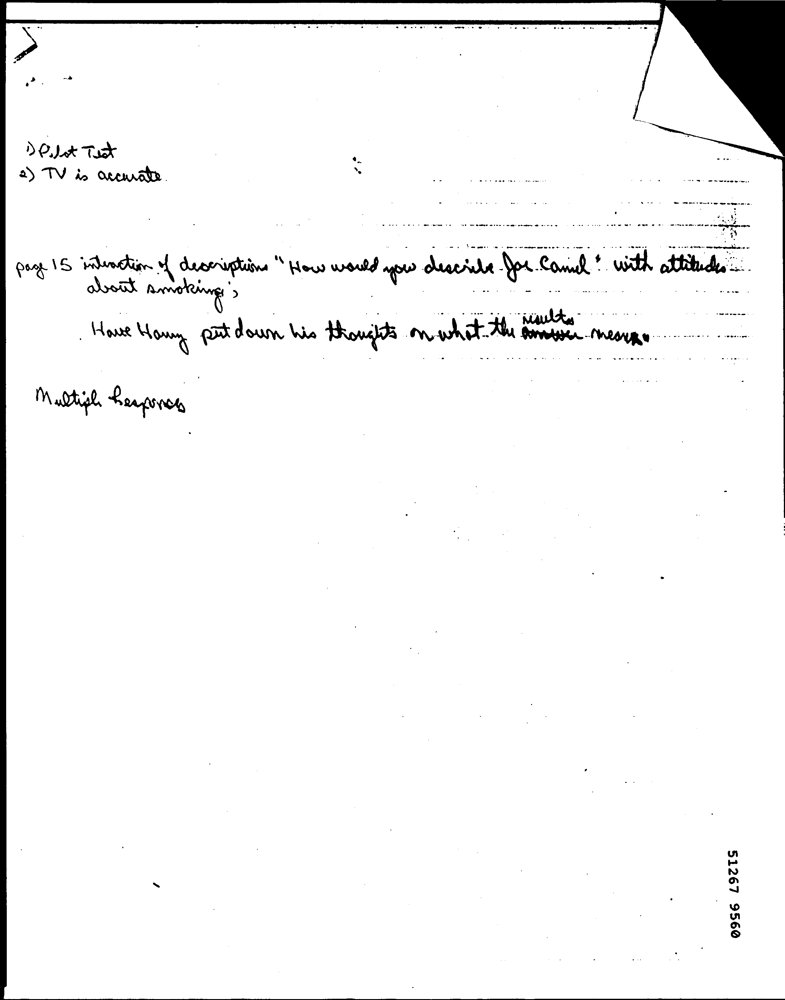 1) Pilot Test
2) TV is accurate.
page 15 interaction of descriptions "How would you describe Joe Camel" with attitudes
about smoking;
results
Have Harry put down his thoughts on what the answer means.
Multiple Responses
51267 9560